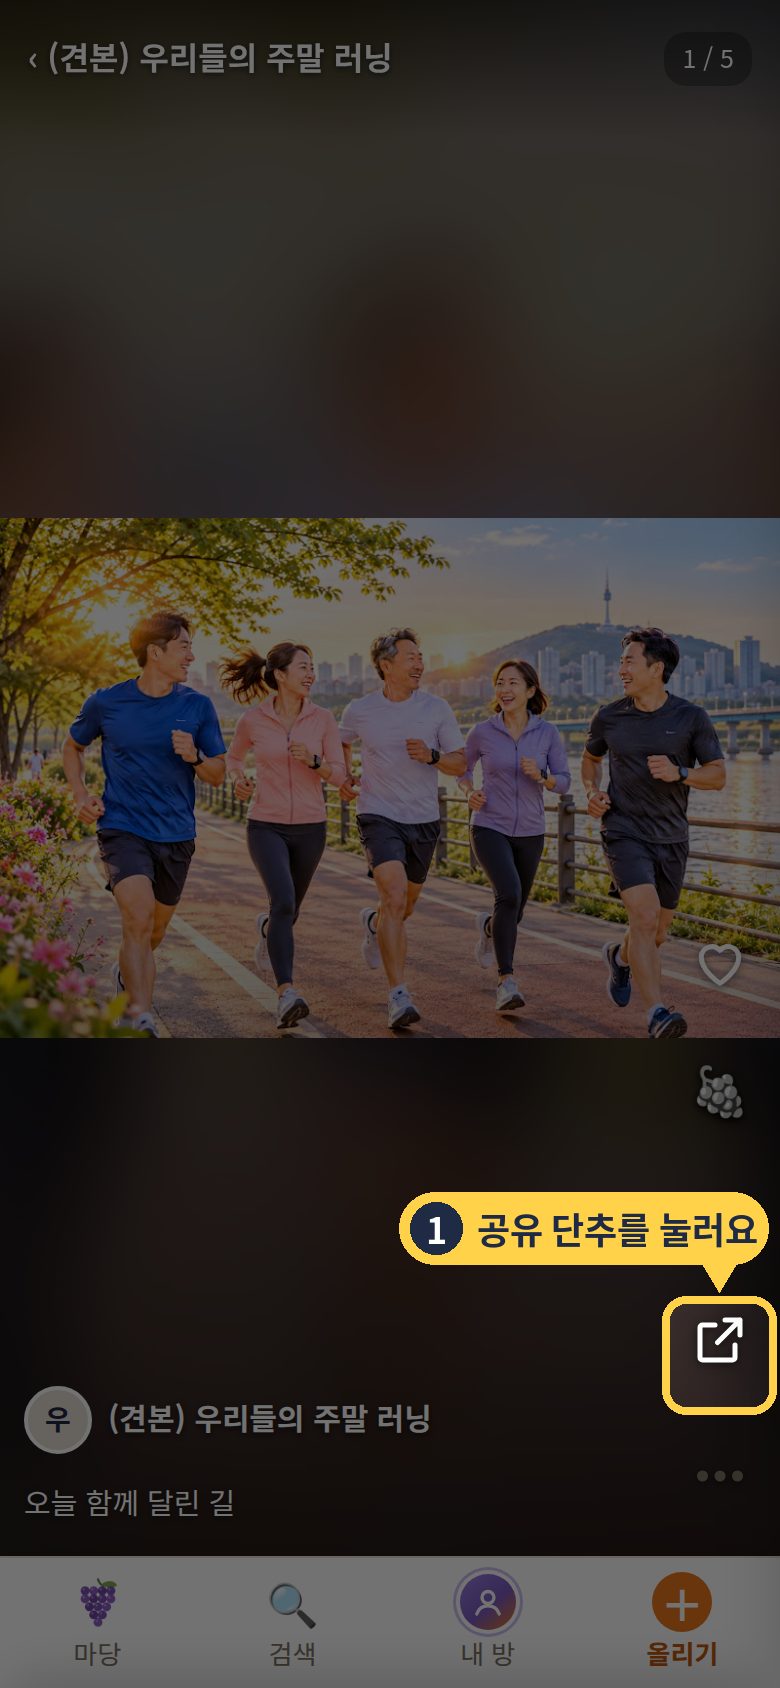 ‹ (견본) 우리들의 주말 러닝
1 / 5
1 공유 단추를 눌러요
우 (견본) 우리들의 주말 러닝
오늘 함께 달린 길
마당 검색 내 방 올리기